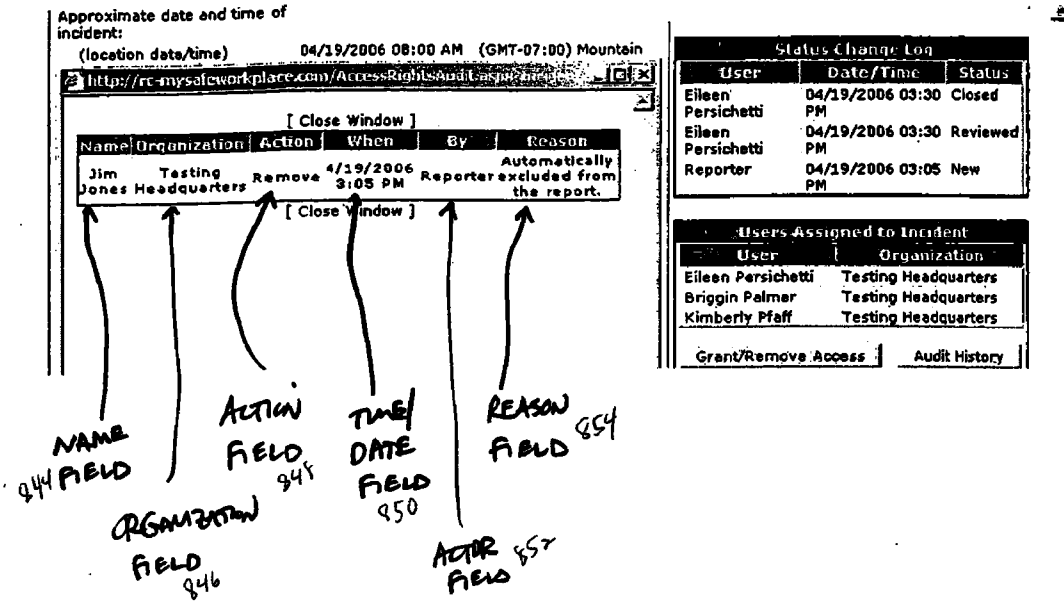 Approximate date and time of
incident:
(location date/time) 04/19/2006 08:00 AM (GMT-07:00) Mountain
[ Close Window ]
Name Organization Action When By Reason
Jim Jones Testing Headquarters Remove 4/19/2006 3:05 PM Reporter Automatically excluded from the report.
[ Close Window ]
Status Change Log
User Date/Time Status
Eileen Persichetti 04/19/2006 03:30 PM Closed
Eileen Persichetti 04/19/2006 03:30 PM Reviewed
Reporter 04/19/2006 03:05 PM New
Users Assigned to Incident
User Organization
Eileen Persichetti Testing Headquarters
Briggin Palmer Testing Headquarters
Kimberly Pfaff Testing Headquarters
Grant/Remove Access Audit History
NAME
FIELD
844
ORGANIZATION
FIELD
846
ACTION
FIELD
848
TIME/
DATE
FIELD
850
ACTOR
FIELD
852
REASON
FIELD
854